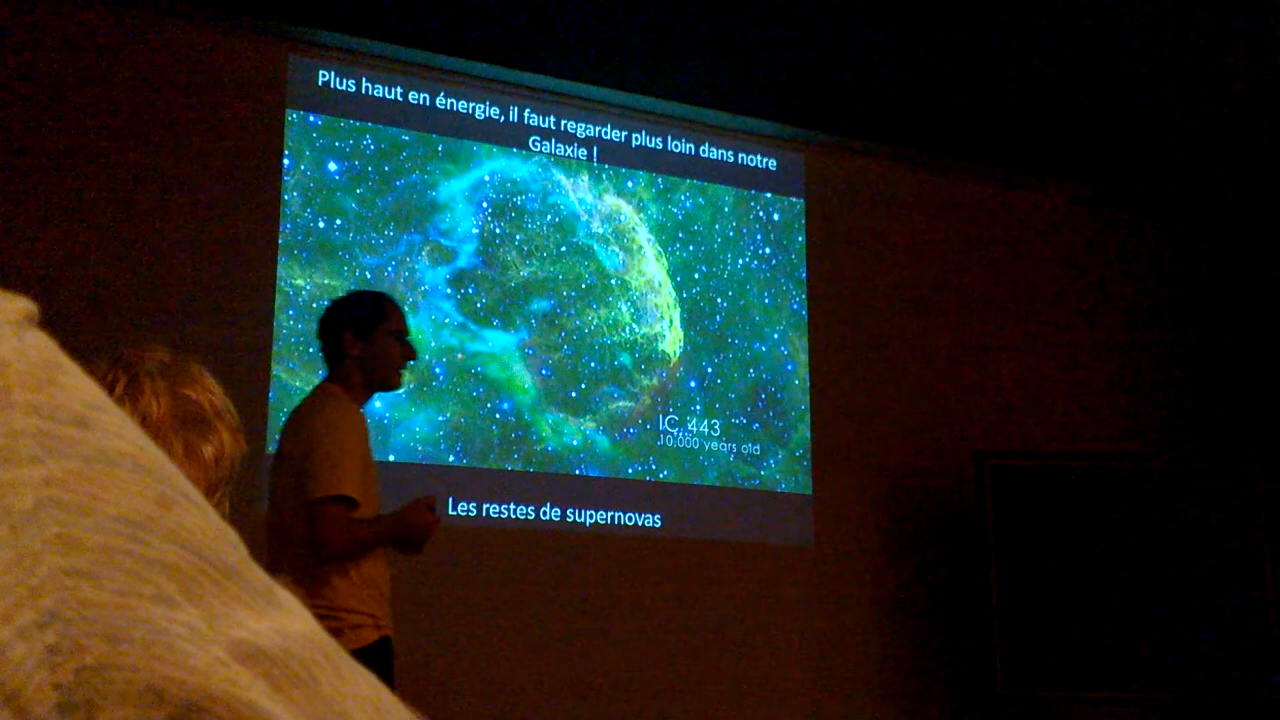 Plus haut en énergie, il faut regarder plus loin dans notre
Galaxie !
IC 443
10,000 years old
Les restes de supernovas